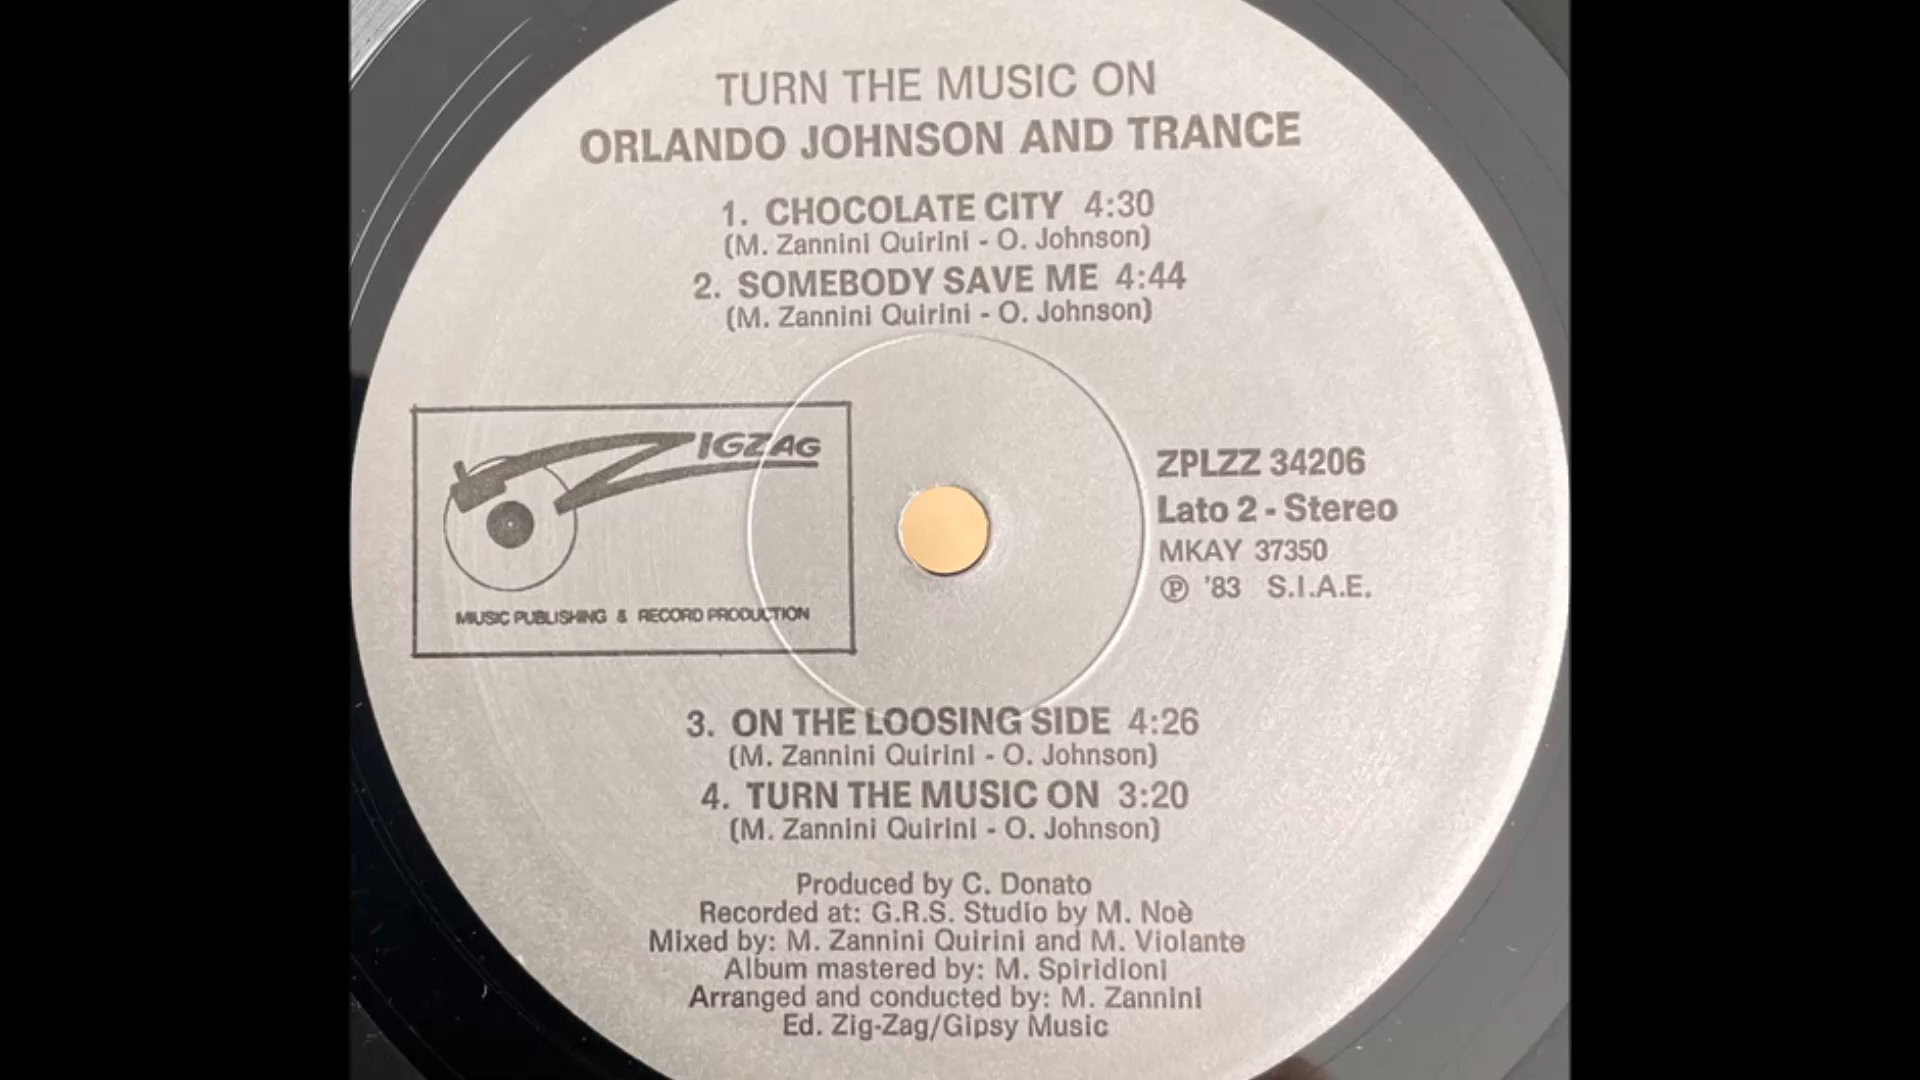 TURN THE MUSIC ON
ORLANDO JOHNSON AND TRANCE
1. CHOCOLATE CITY 4:30
(M. Zannini Quirini - O. Johnson)
2. SOMEBODY SAVE ME 4:44
(M. Zannini Quirini - O. Johnson)
ZIGZAG
MUSIC PUBLISHING & RECORD PRODUCTION
ZPLZZ 34206
Lato 2 - Stereo
MKAY 37350
Ⓟ '83 S.I.A.E.
3. ON THE LOOSING SIDE 4:26
(M. Zannini Quirini - O. Johnson)
4. TURN THE MUSIC ON 3:20
(M. Zannini Quirini - O. Johnson)
Produced by C. Donato
Recorded at: G.R.S. Studio by M. Noè
Mixed by: M. Zannini Quirini and M. Violante
Album mastered by: M. Spiridioni
Arranged and conducted by: M. Zannini
Ed. Zig-Zag/Gipsy Music